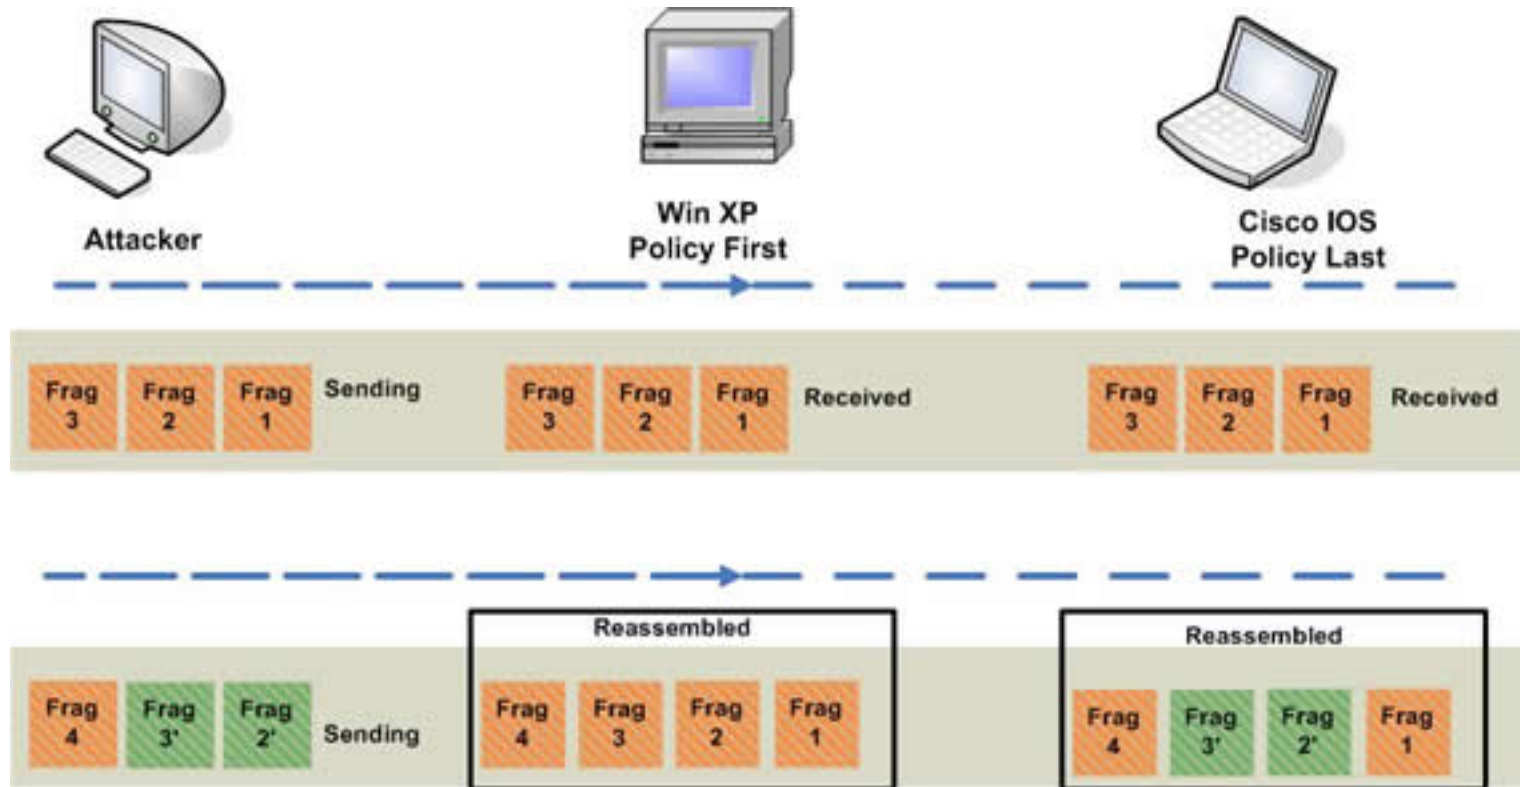 Attacker
Win XP
Policy First
Cisco IOS
Policy Last
Frag
3
Frag
2
Frag
1
Sending
Frag
3
Frag
2
Frag
1
Received
Frag
3
Frag
2
Frag
1
Received
Frag
4
Frag
3'
Frag
2'
Sending
Reassembled
Frag
4
Frag
3
Frag
2
Frag
1
Reassembled
Frag
4
Frag
3'
Frag
2'
Frag
1